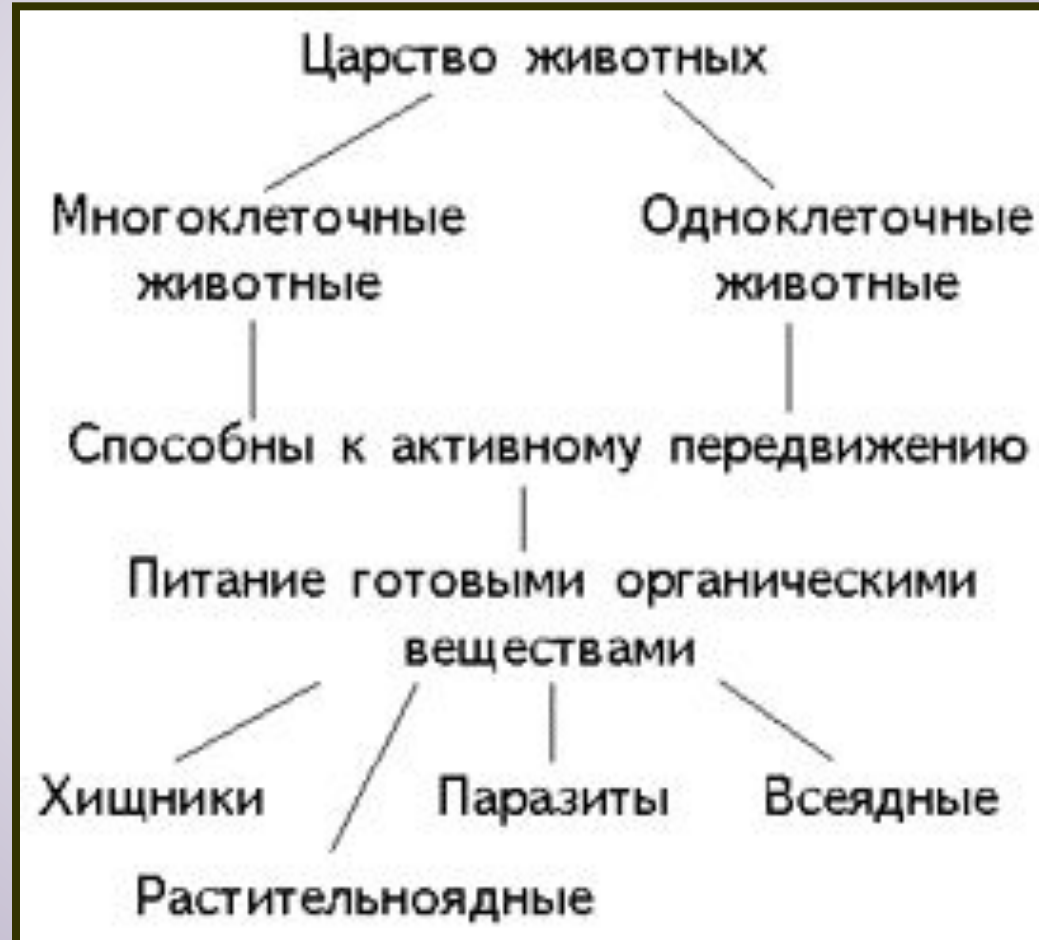 Царство животных
Многоклеточные Одноклеточные
животные животные
Способны к активному передвижению
Питание готовыми органическими
веществами
Хищники Паразиты Всеядные
Растительноядные